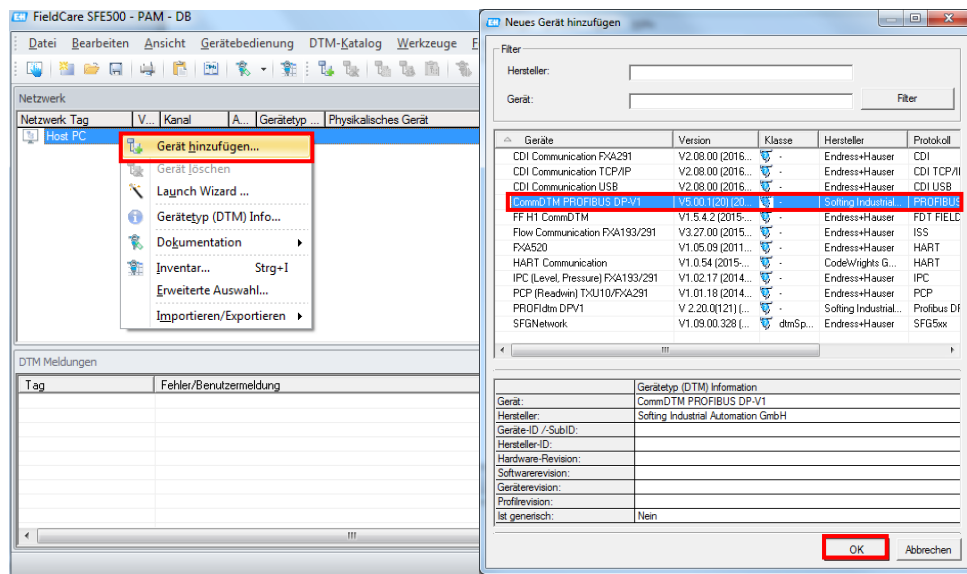 FieldCare SFE500 - PAM - DB
Datei Bearbeiten Ansicht Gerätebedienung DTM-Katalog Werkzeuge F
Netzwerk
Netzwerk Tag V... Kanal A... Gerätetyp ... Physikalisches Gerät
Host PC
Gerät hinzufügen...
Gerät löschen
Launch Wizard ...
Gerätetyp (DTM) Info...
Dokumentation
Inventar... Strg+I
Erweiterte Auswahl...
Importieren/Exportieren
DTM Meldungen
Tag Fehler/Benutzermeldung
Neues Gerät hinzufügen
Filter
Hersteller:
Gerät:
Filter
Geräte Version Klasse Hersteller Protokoll
CDI Communication FXA291 V2.08.00 (2016... - Endress+Hauser CDI
CDI Communication TCP/IP V2.08.00 (2016... - Endress+Hauser CDI TCP/I
CDI Communication USB V2.08.00 (2016... - Endress+Hauser CDI USB
CommDTM PROFIBUS DP-V1 V5.00.1(20) (20... - Softing Industrial... PROFIBUS
FF H1 CommDTM V1.5.4.2 (2015-... - Endress+Hauser FDT FIELD
Flow Communication FXA193/291 V3.27.00 (2015... - Endress+Hauser ISS
FXA520 V1.05.09 (2011... - Endress+Hauser HART
HART Communication V1.0.54 (2015-... - CodeWrights G... HART
IPC (Level, Pressure) FXA193/291 V1.02.17 (2014... - Endress+Hauser IPC
PCP (Readwin) TXU10/FXA291 V1.01.18 (2014... - Endress+Hauser PCP
PROFIdtm DPV1 V 2.20.0(121) (... - Softing Industrial... Profibus DF
SFGNetwork V1.09.00.328 (... dtmSp... Endress+Hauser SFG5xx
Gerätetyp (DTM) Information
Gerät: CommDTM PROFIBUS DP-V1
Hersteller: Softing Industrial Automation GmbH
Geräte-ID /-SubID:
Hersteller-ID:
Hardware-Revision:
Softwarerevision:
Geräterevision:
Profilrevision:
Ist generisch: Nein
OK Abbrechen